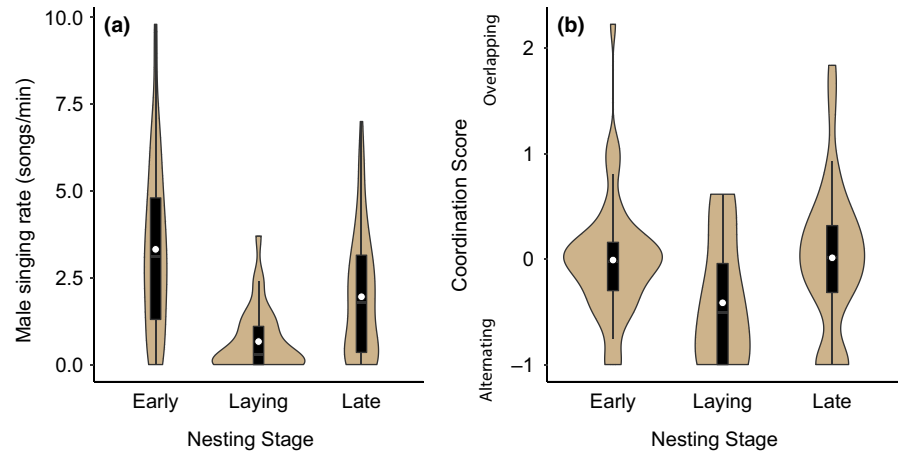 (a)
Male singing rate (songs/min)
10.0
7.5
5.0
2.5
0.0
Early Laying Late
Nesting Stage
(b)
Coordination Score
Overlapping
Alternating
2
1
0
–1
Early Laying Late
Nesting Stage